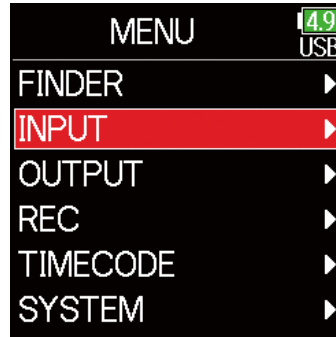 MENU
4.9
USB
FINDER
INPUT
OUTPUT
REC
TIMECODE
SYSTEM